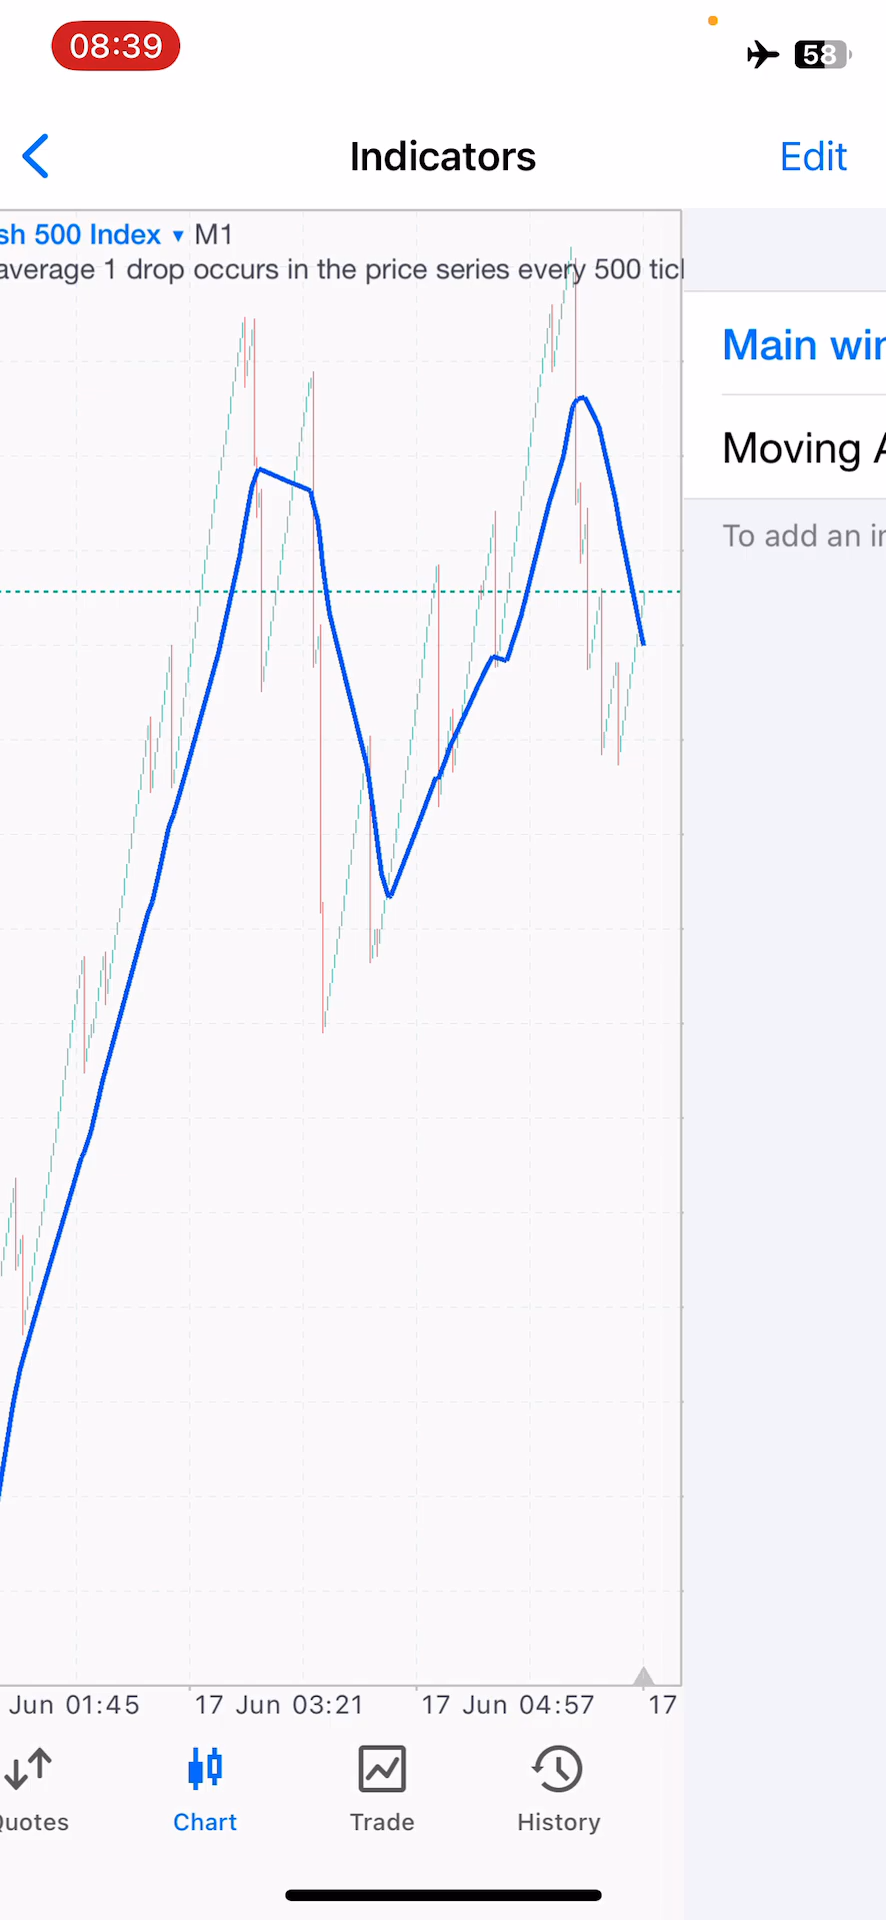 08:39
58
Indicators
Edit
sh 500 Index ▾ M1
average 1 drop occurs in the price series every 500 tic
Main win
Moving A
To add an in
Jun 01:45
17 Jun 03:21
17 Jun 04:57
17
Quotes
Chart
Trade
History